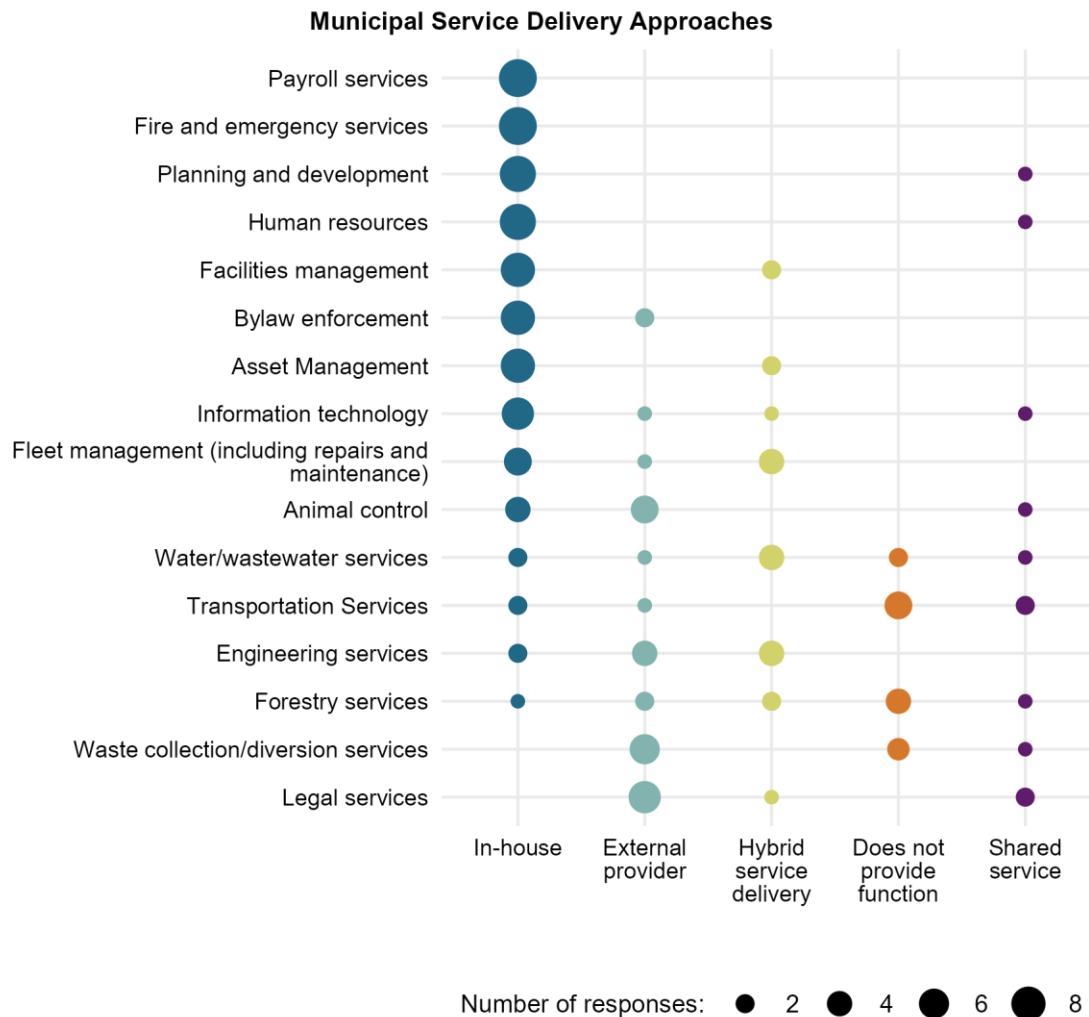 Municipal Service Delivery Approaches
Payroll services
Fire and emergency services
Planning and development
Human resources
Facilities management
Bylaw enforcement
Asset Management
Information technology
Fleet management (including repairs and
maintenance)
Animal control
Water/wastewater services
Transportation Services
Engineering services
Forestry services
Waste collection/diversion services
Legal services
In-house
External
provider
Hybrid
service
delivery
Does not
provide
function
Shared
service
Number of responses: 2 4 6 8